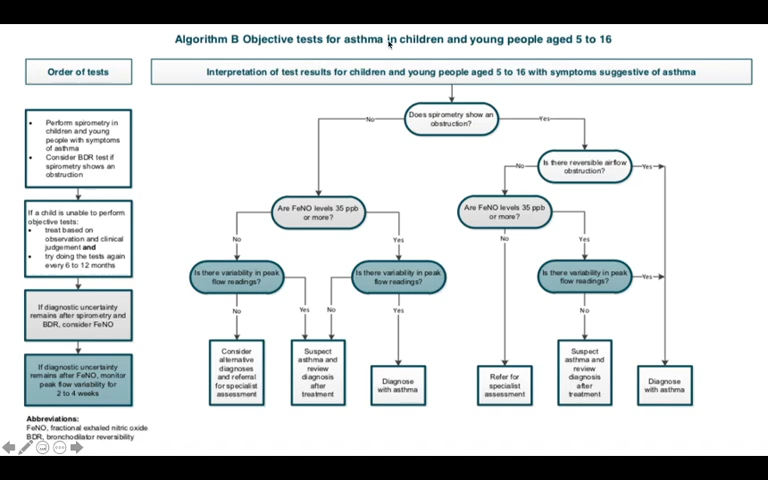 Algorithm B Objective tests for asthma in children and young people aged 5 to 16
Order of tests
Interpretation of test results for children and young people aged 5 to 16 with symptoms suggestive of asthma
• Perform spirometry in
children and young
people with symptoms
of asthma
• Consider BDR test if
spirometry shows an
obstruction
If a child is unable to perform
objective tests:
• treat based on
observation and clinical
judgement and
• try doing the tests again
every 6 to 12 months
If diagnostic uncertainty
remains after spirometry and
BDR, consider FeNO
If diagnostic uncertainty
remains after FeNO, monitor
peak flow variability for
2 to 4 weeks
Abbreviations:
FeNO, fractional exhaled nitric oxide
BDR, bronchodilator reversibility
Does spirometry show an
obstruction?
No
Yes
Is there reversible airflow
obstruction?
No
Yes
Are FeNO levels 35 ppb
or more?
No
Yes
Are FeNO levels 35 ppb
or more?
No
Yes
Is there variability in peak
flow readings?
No
Yes
Is there variability in peak
flow readings?
No
Yes
Is there variability in peak
flow readings?
Yes
No
Consider
alternative
diagnoses and
referral
for specialist
assessment
Suspect
asthma and
review
diagnosis
after
treatment
Diagnose
with asthma
Refer for
specialist
assessment
Suspect
asthma and
review
diagnosis
after
treatment
Diagnose
with asthma